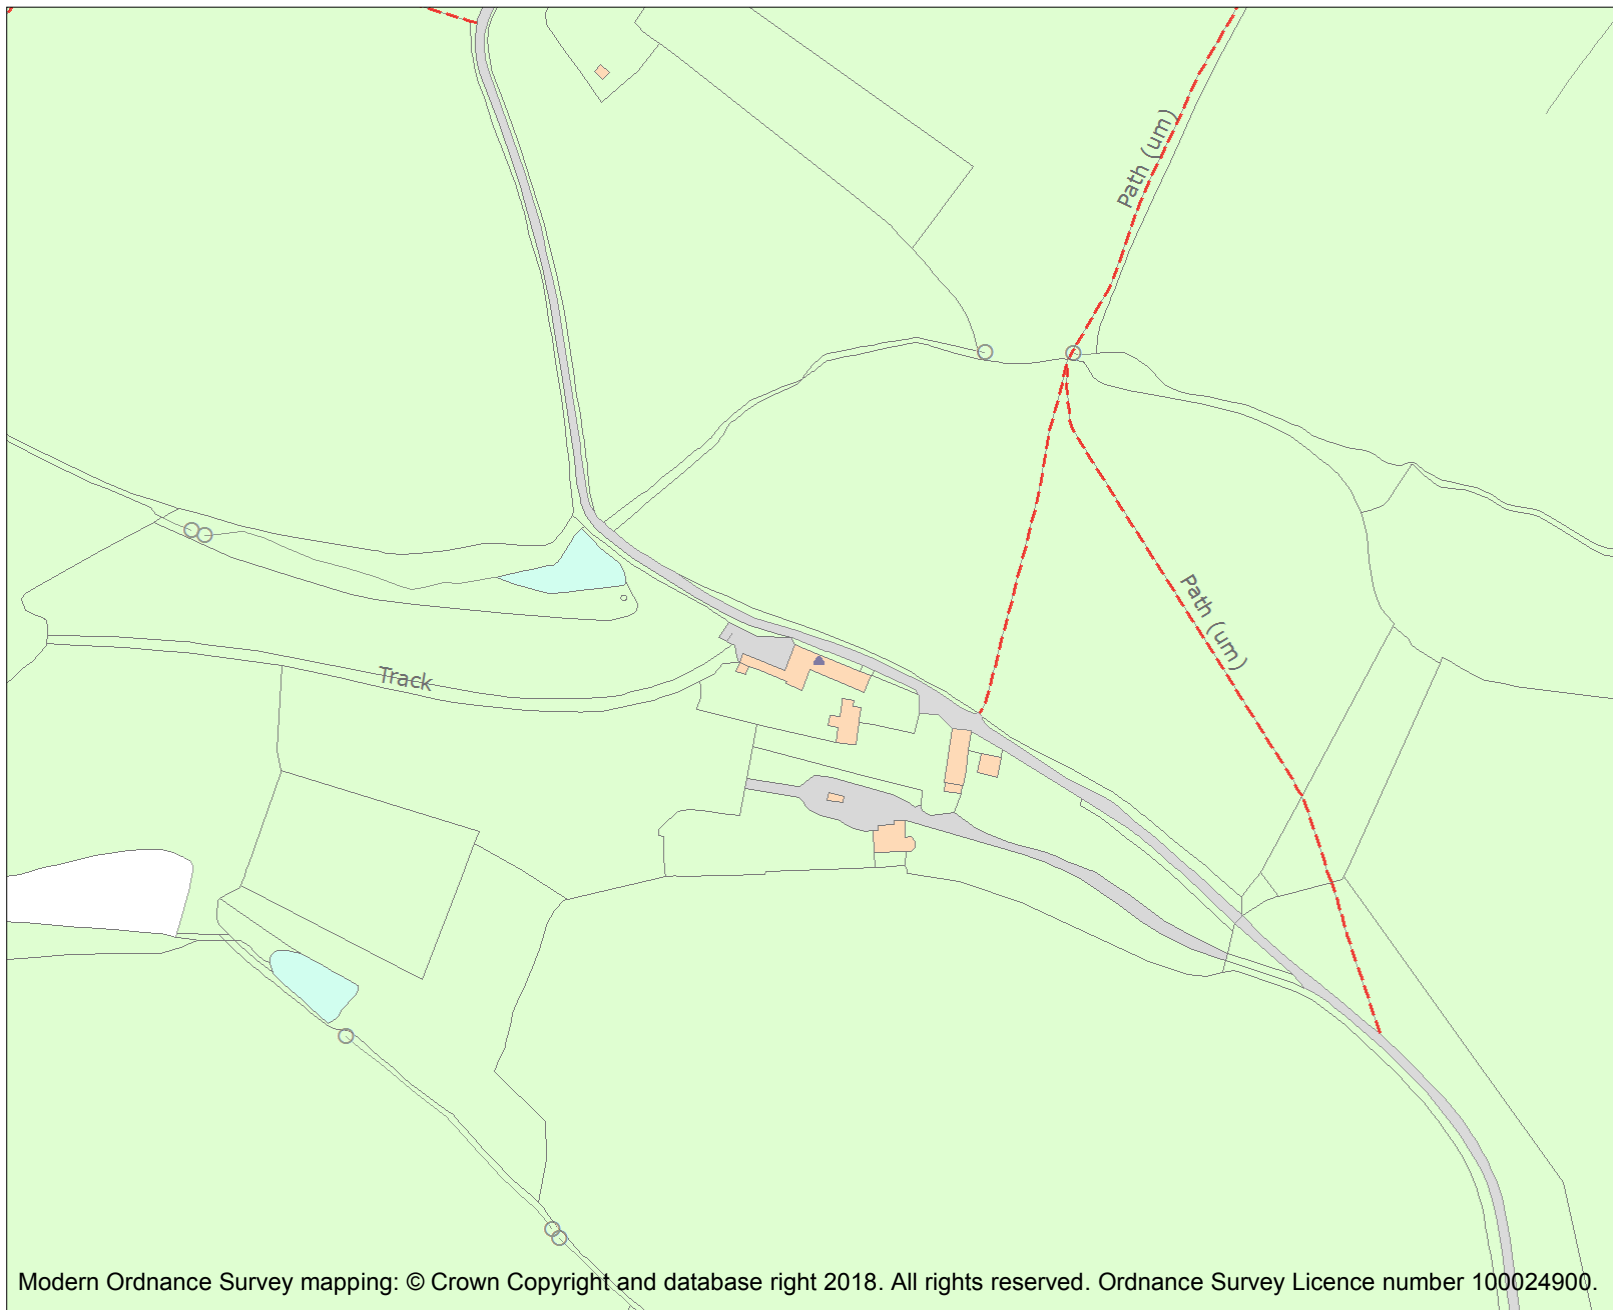 Path (um)
Path (um)
Track
Modern Ordnance Survey mapping: © Crown Copyright and database right 2018. All rights reserved. Ordnance Survey Licence number 100024900.